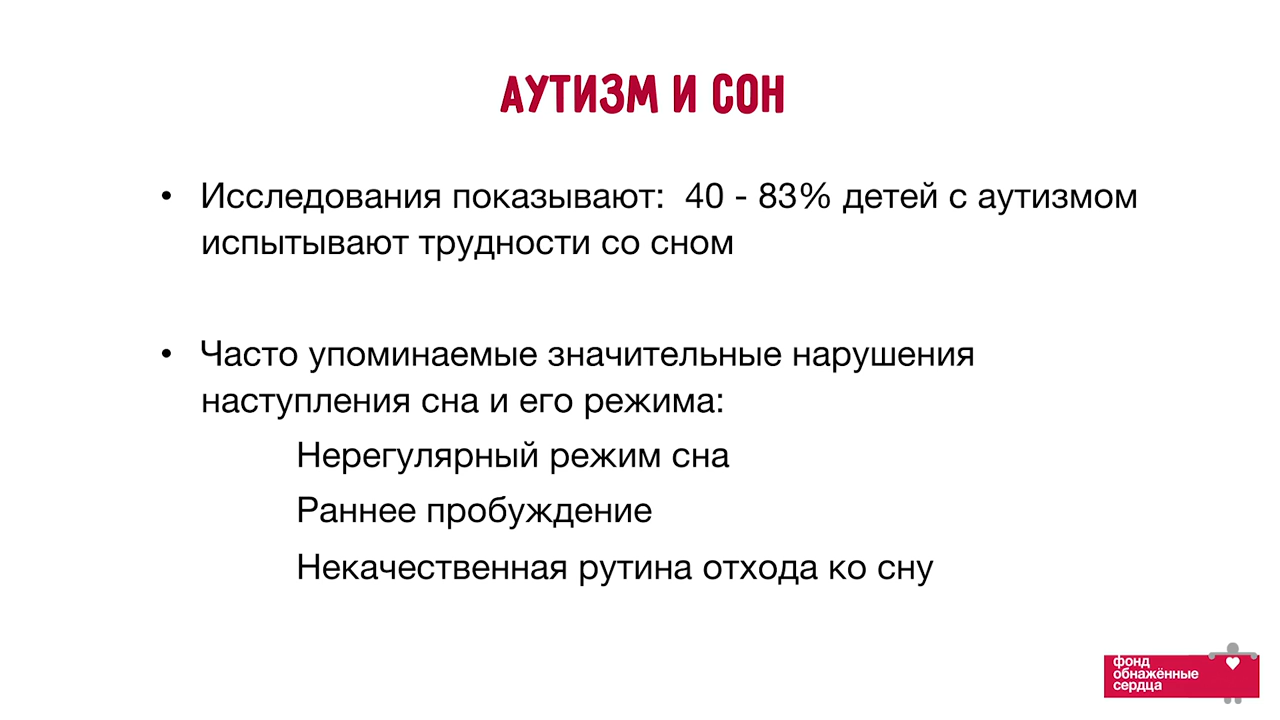 АУТИЗМ И СОН
• Исследования показывают: 40 - 83% детей с аутизмом
испытывают трудности со сном
• Часто упоминаемые значительные нарушения
наступления сна и его режима:
Нерегулярный режим сна
Раннее пробуждение
Некачественная рутина отхода ко сну
фонд
обнажённые
сердца